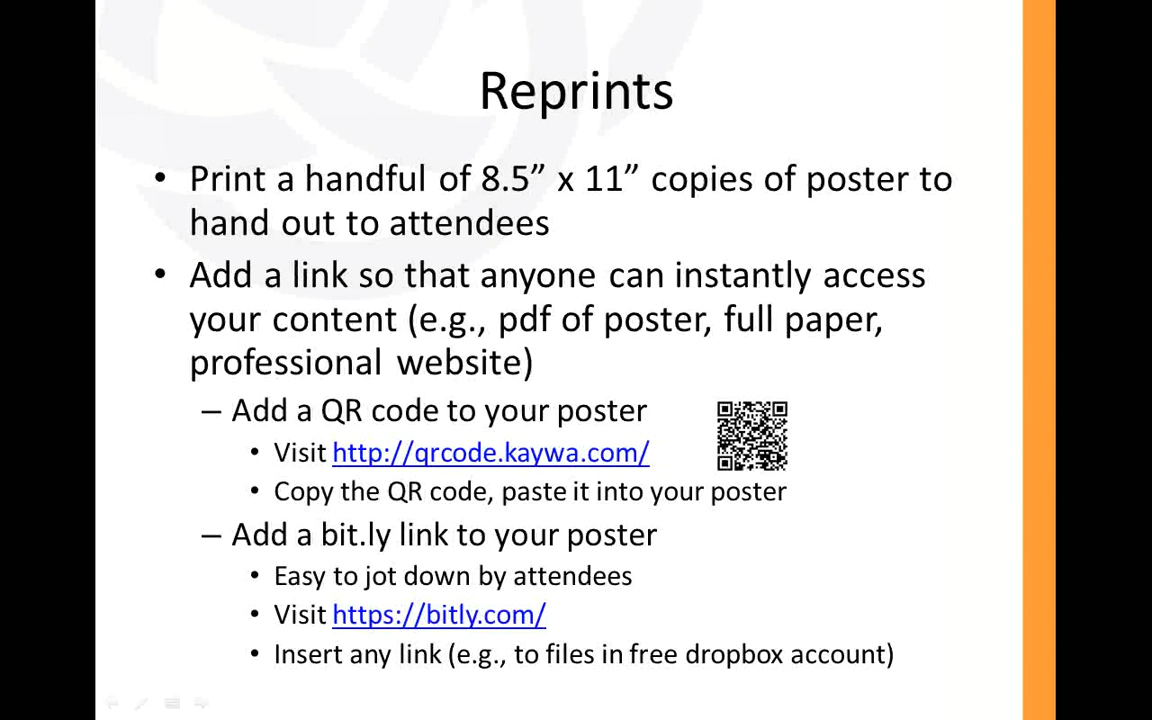 Reprints
• Print a handful of 8.5” x 11” copies of poster to
hand out to attendees
• Add a link so that anyone can instantly access
your content (e.g., pdf of poster, full paper,
professional website)
– Add a QR code to your poster
• Visit http://qrcode.kaywa.com/
• Copy the QR code, paste it into your poster
– Add a bit.ly link to your poster
• Easy to jot down by attendees
• Visit https://bitly.com/
• Insert any link (e.g., to files in free dropbox account)